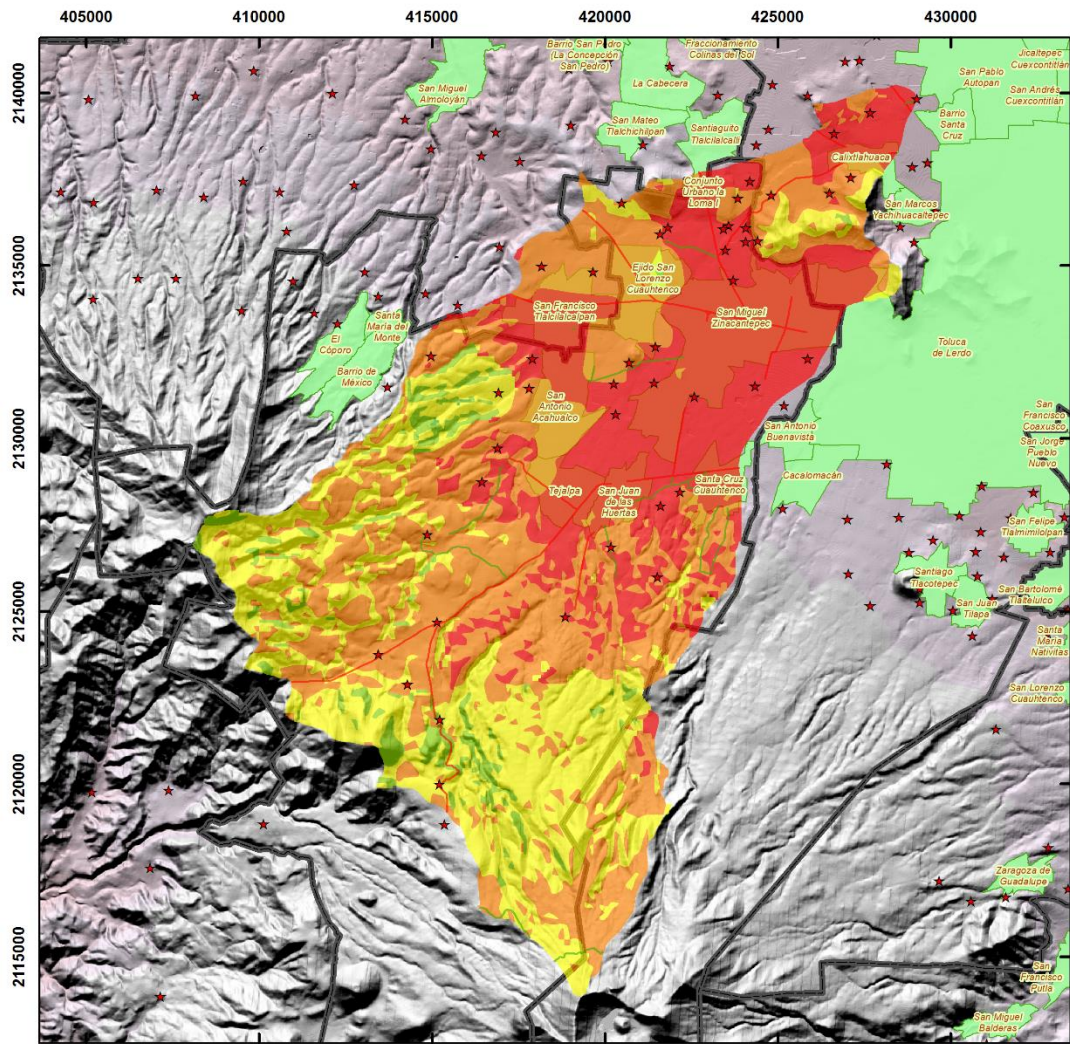 405000 410000 415000 420000 425000 430000
2140000
2135000
2130000
2125000
2120000
2115000
Barrio San Pedro
(La Concepción
San Pedro)
Fraccionamiento
Colinas del Sol
Jicaltepec
Cuexcontitlán
San Pablo
Autopan
San Andrés
Cuexcontitlán
San Miguel
Almoloyán
La Cabecera
San Mateo
Tlalchichilpan
Santiaguito
Tlalcilalcalli
Barrio
Santa
Cruz
Calixtlahuaca
Conjunto
Urbano la
Loma I
San Marcos
Yachihuacaltepec
Ejido San
Lorenzo
Cuauhtenco
San Francisco
Tlalcilalcalpan
San Miguel
Zinacantepec
Santa
María del
Monte
El
Cóporo
Barrio de
México
Toluca
de Lerdo
San
Antonio
Acahualco
San Antonio
Buenavista
San
Francisco
Coaxusco
San Jorge
Pueblo
Nuevo
Tejalpa
San Juan
de las
Huertas
Santa Cruz
Cuauhtenco
Cacalomacán
San Felipe
Tlalmimilolpan
Santiago
Tlacotepec
San Bartolomé
Tlaltelulco
San Juan
Tilapa
Santa
María
Nativitas
San Lorenzo
Cuauhtenco
Zaragoza de
Guadalupe
San
Francisco
Putla
San Miguel
Balderas